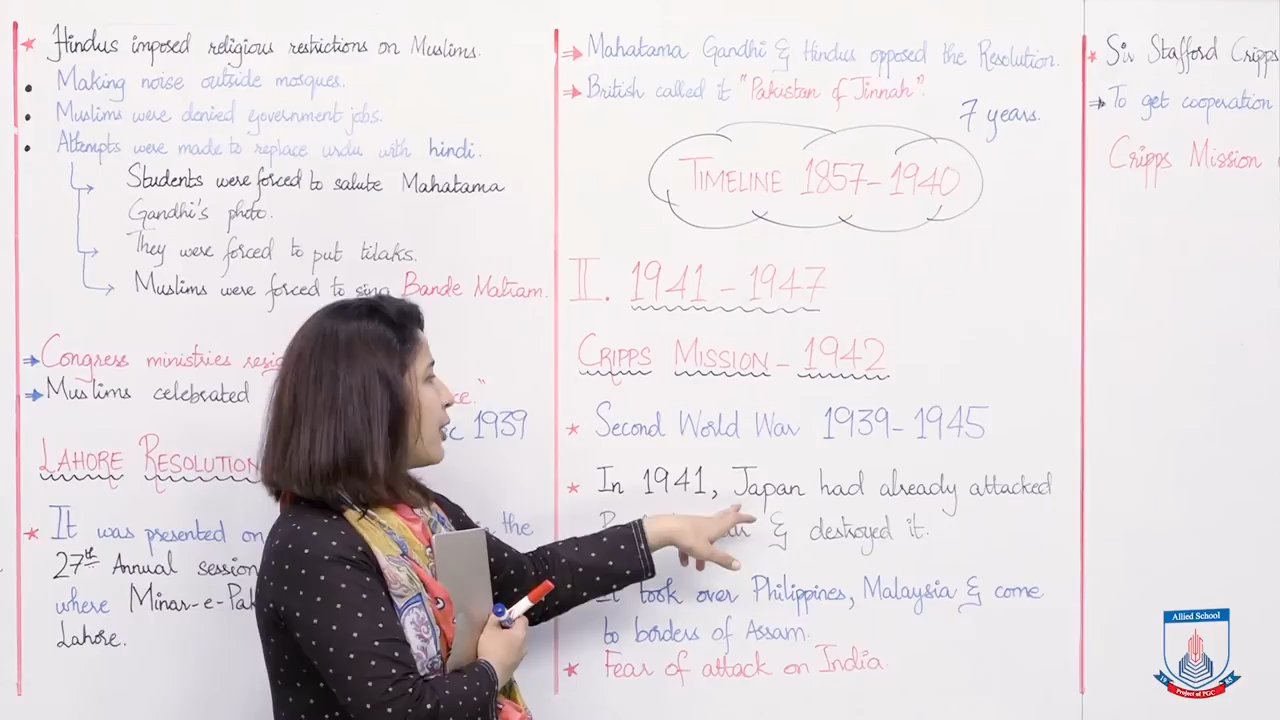 Hindus imposed religious restrictions on Muslims.
Making noise outside mosques.
Muslims were denied government jobs.
Attempts were made to replace urdu with hindi.
Students were forced to salute Mahatama
Gandhi's photo.
They were forced to put tilaks.
Muslims were forced to sing Bande Matram.
Congress ministries
Muslims celebrated
1939
LAHORE RESOLUTION
It was presented on the
27th Annual session
where Minar-e-
Lahore.
Mahatama Gandhi & Hindus opposed the Resolution.
British called it "Pakistan of Jinnah".
7 years.
TIMELINE 1857-1940
II. 1941-1947
CRIPPS MISSION - 1942
Second World War 1939-1945
In 1941, Japan had already attacked
& destroyed it.
It took over Philippines, Malaysia & come
to borders of Assam.
Fear of attack on India.
Sir Stafford Cripps
To get cooperation
Cripps Mission
Allied School
19 85
Project of PGC